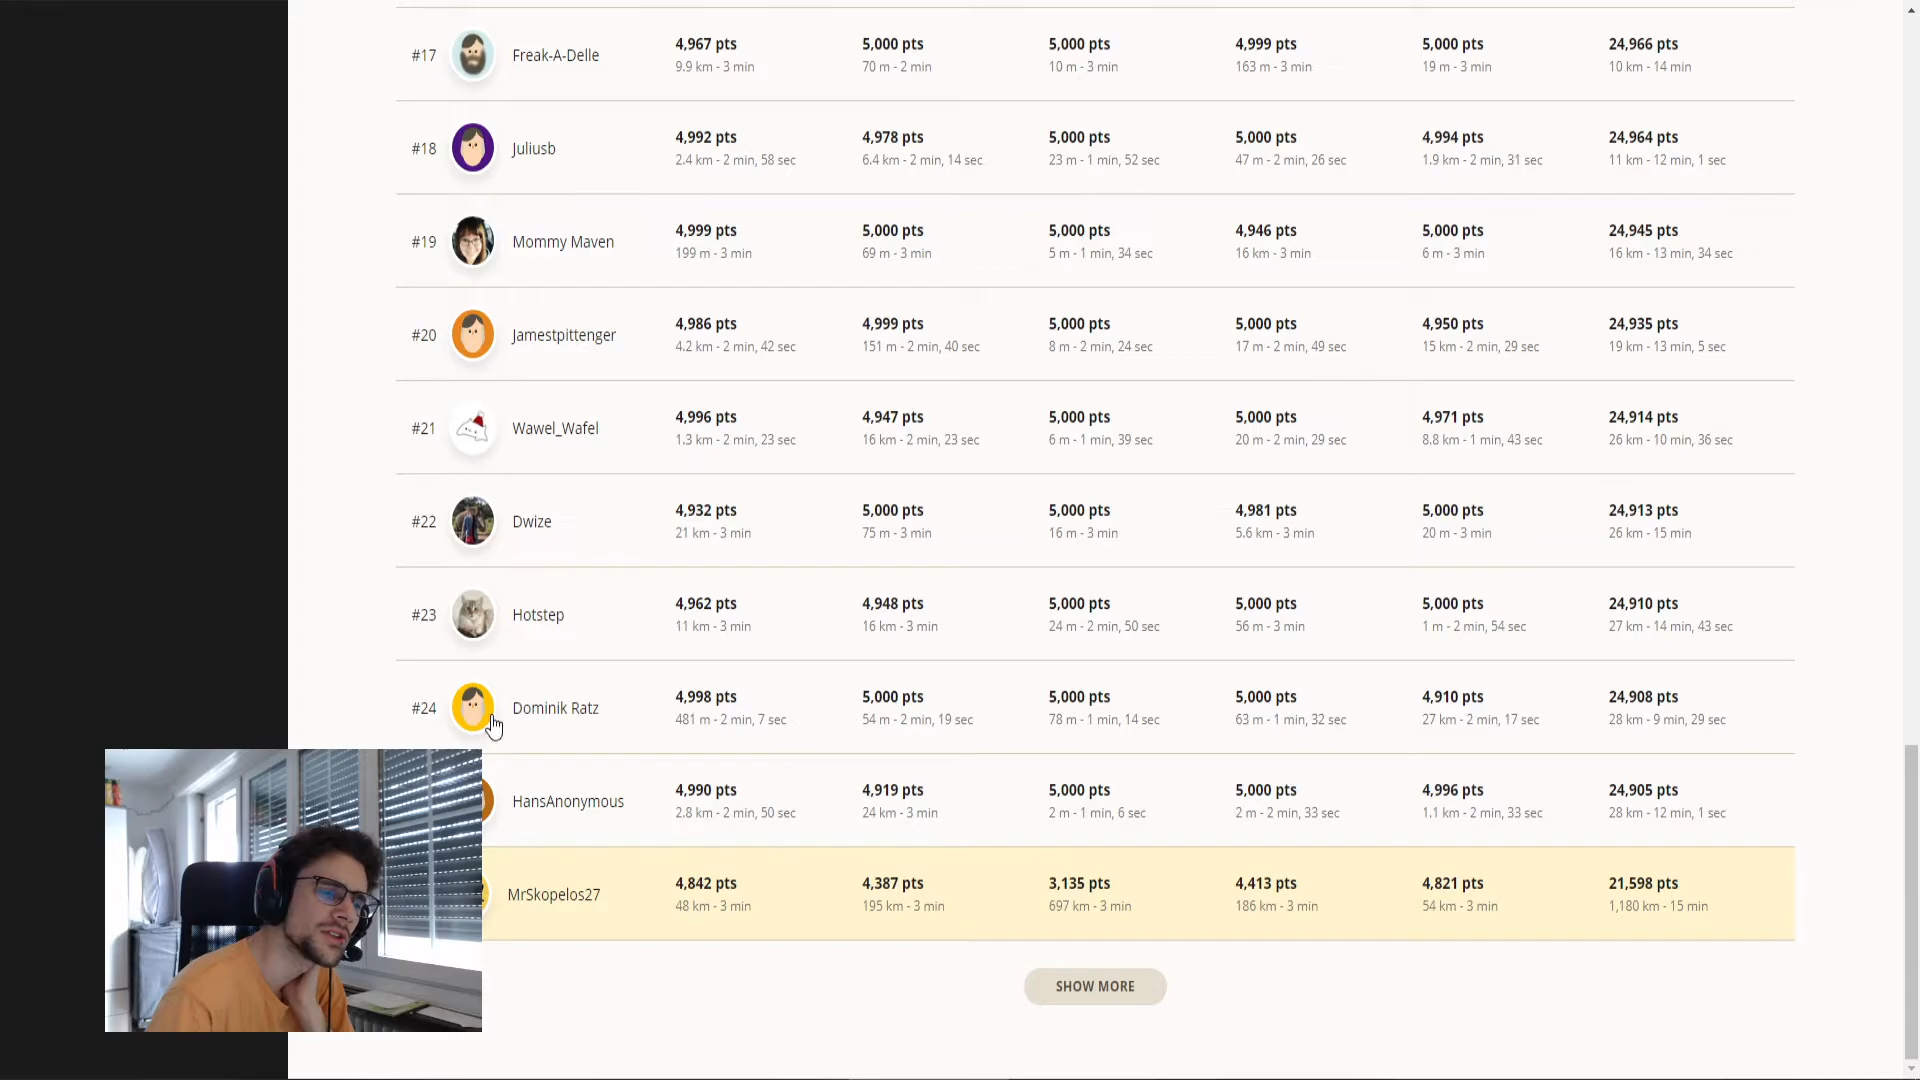 #17 Freak-A-Delle 4,967 pts 5,000 pts 5,000 pts 4,999 pts 5,000 pts 24,966 pts
9.9 km - 3 min 70 m - 2 min 10 m - 3 min 163 m - 3 min 19 m - 3 min 10 km - 14 min
#18 Juliusb 4,992 pts 4,978 pts 5,000 pts 5,000 pts 4,994 pts 24,964 pts
2.4 km - 2 min, 58 sec 6.4 km - 2 min, 14 sec 23 m - 1 min, 52 sec 47 m - 2 min, 26 sec 1.9 km - 2 min, 31 sec 11 km - 12 min, 1 sec
#19 Mommy Maven 4,999 pts 5,000 pts 5,000 pts 4,946 pts 5,000 pts 24,945 pts
199 m - 3 min 69 m - 3 min 5 m - 1 min, 34 sec 16 km - 3 min 6 m - 3 min 16 km - 13 min, 34 sec
#20 Jamestpittenger 4,986 pts 4,999 pts 5,000 pts 5,000 pts 4,950 pts 24,935 pts
4.2 km - 2 min, 42 sec 151 m - 2 min, 40 sec 8 m - 2 min, 24 sec 17 m - 2 min, 49 sec 15 km - 2 min, 29 sec 19 km - 13 min, 5 sec
#21 Wawel_Wafel 4,996 pts 4,947 pts 5,000 pts 5,000 pts 4,971 pts 24,914 pts
1.3 km - 2 min, 23 sec 16 km - 2 min, 23 sec 6 m - 1 min, 39 sec 20 m - 2 min, 29 sec 8.8 km - 1 min, 43 sec 26 km - 10 min, 36 sec
#22 Dwize 4,932 pts 5,000 pts 5,000 pts 4,981 pts 5,000 pts 24,913 pts
21 km - 3 min 75 m - 3 min 16 m - 3 min 5.6 km - 3 min 20 m - 3 min 26 km - 15 min
#23 Hotstep 4,962 pts 4,948 pts 5,000 pts 5,000 pts 5,000 pts 24,910 pts
11 km - 3 min 16 km - 3 min 24 m - 2 min, 50 sec 56 m - 3 min 1 m - 2 min, 54 sec 27 km - 14 min, 43 sec
#24 Dominik Ratz 4,998 pts 5,000 pts 5,000 pts 5,000 pts 4,910 pts 24,908 pts
481 m - 2 min, 7 sec 54 m - 2 min, 19 sec 78 m - 1 min, 14 sec 63 m - 1 min, 32 sec 27 km - 2 min, 17 sec 28 km - 9 min, 29 sec
HansAnonymous 4,990 pts 4,919 pts 5,000 pts 5,000 pts 4,996 pts 24,905 pts
2.8 km - 2 min, 50 sec 24 km - 3 min 2 m - 1 min, 6 sec 2 m - 2 min, 33 sec 1.1 km - 2 min, 33 sec 28 km - 12 min, 1 sec
MrSkopelos27 4,842 pts 4,387 pts 3,135 pts 4,413 pts 4,821 pts 21,598 pts
48 km - 3 min 195 km - 3 min 697 km - 3 min 186 km - 3 min 54 km - 3 min 1,180 km - 15 min
SHOW MORE